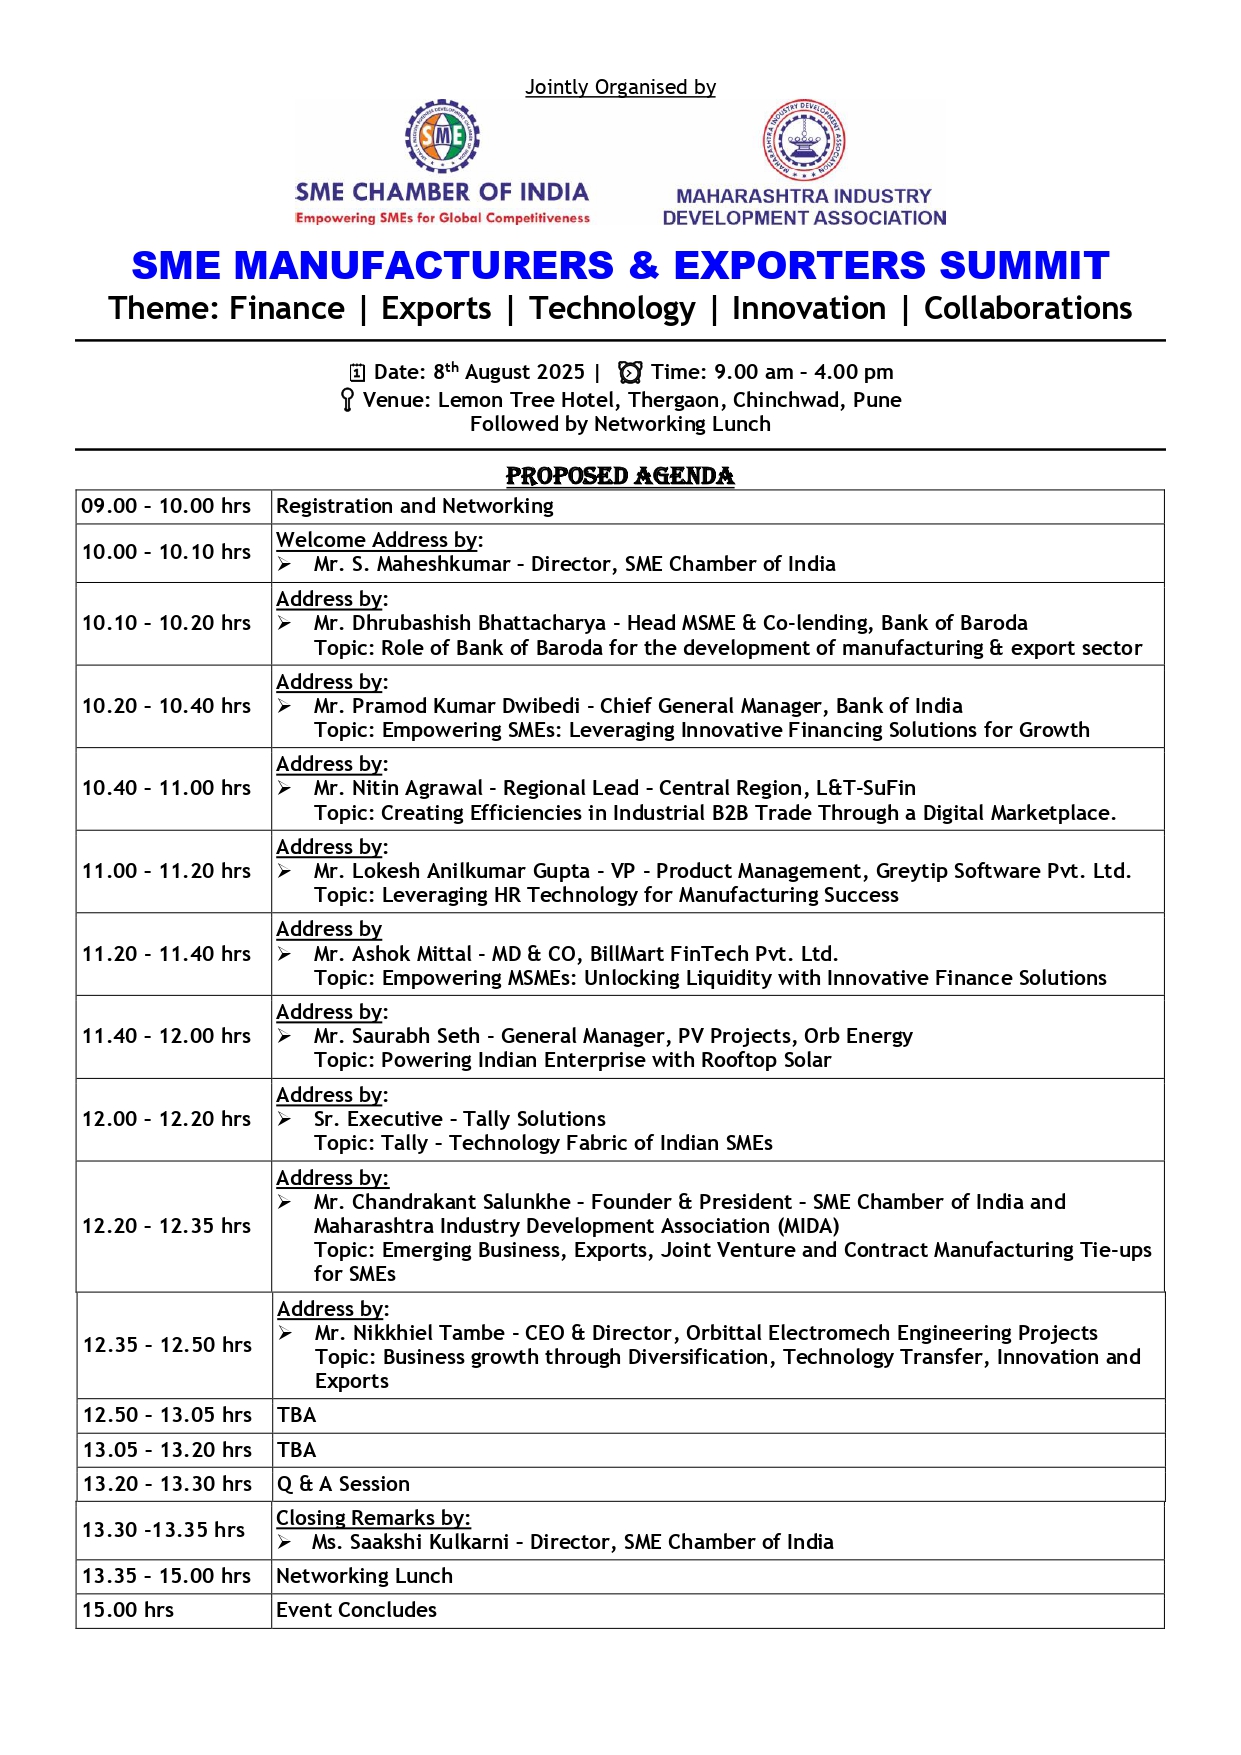 Jointly Organised by
SME
SME CHAMBER OF INDIA
Empowering SMEs for Global Competitiveness
MAHARASHTRA INDUSTRY DEVELOPMENT ASSOCIATION
MAHARASHTRA INDUSTRY
DEVELOPMENT ASSOCIATION
SME MANUFACTURERS & EXPORTERS SUMMIT
Theme: Finance | Exports | Technology | Innovation | Collaborations
Date: 8th August 2025 | Time: 9.00 am – 4.00 pm
Venue: Lemon Tree Hotel, Thergaon, Chinchwad, Pune
Followed by Networking Lunch
PROPOSED AGENDA
09.00 – 10.00 hrs Registration and Networking
10.00 – 10.10 hrs Welcome Address by:
➢ Mr. S. Maheshkumar – Director, SME Chamber of India
10.10 – 10.20 hrs Address by:
➢ Mr. Dhrubashish Bhattacharya - Head MSME & Co-lending, Bank of Baroda
Topic: Role of Bank of Baroda for the development of manufacturing & export sector
10.20 – 10.40 hrs Address by:
➢ Mr. Pramod Kumar Dwibedi - Chief General Manager, Bank of India
Topic: Empowering SMEs: Leveraging Innovative Financing Solutions for Growth
10.40 – 11.00 hrs Address by:
➢ Mr. Nitin Agrawal - Regional Lead – Central Region, L&T-SuFin
Topic: Creating Efficiencies in Industrial B2B Trade Through a Digital Marketplace.
11.00 – 11.20 hrs Address by:
➢ Mr. Lokesh Anilkumar Gupta - VP - Product Management, Greytip Software Pvt. Ltd.
Topic: Leveraging HR Technology for Manufacturing Success
11.20 – 11.40 hrs Address by
➢ Mr. Ashok Mittal - MD & CO, BillMart FinTech Pvt. Ltd.
Topic: Empowering MSMEs: Unlocking Liquidity with Innovative Finance Solutions
11.40 – 12.00 hrs Address by:
➢ Mr. Saurabh Seth - General Manager, PV Projects, Orb Energy
Topic: Powering Indian Enterprise with Rooftop Solar
12.00 – 12.20 hrs Address by:
➢ Sr. Executive – Tally Solutions
Topic: Tally – Technology Fabric of Indian SMEs
12.20 – 12.35 hrs Address by:
➢ Mr. Chandrakant Salunkhe – Founder & President – SME Chamber of India and
Maharashtra Industry Development Association (MIDA)
Topic: Emerging Business, Exports, Joint Venture and Contract Manufacturing Tie-ups
for SMEs
12.35 – 12.50 hrs Address by:
➢ Mr. Nikkhiel Tambe - CEO & Director, Orbittal Electromech Engineering Projects
Topic: Business growth through Diversification, Technology Transfer, Innovation and
Exports
12.50 – 13.05 hrs TBA
13.05 – 13.20 hrs TBA
13.20 – 13.30 hrs Q & A Session
13.30 -13.35 hrs Closing Remarks by:
➢ Ms. Saakshi Kulkarni – Director, SME Chamber of India
13.35 – 15.00 hrs Networking Lunch
15.00 hrs Event Concludes